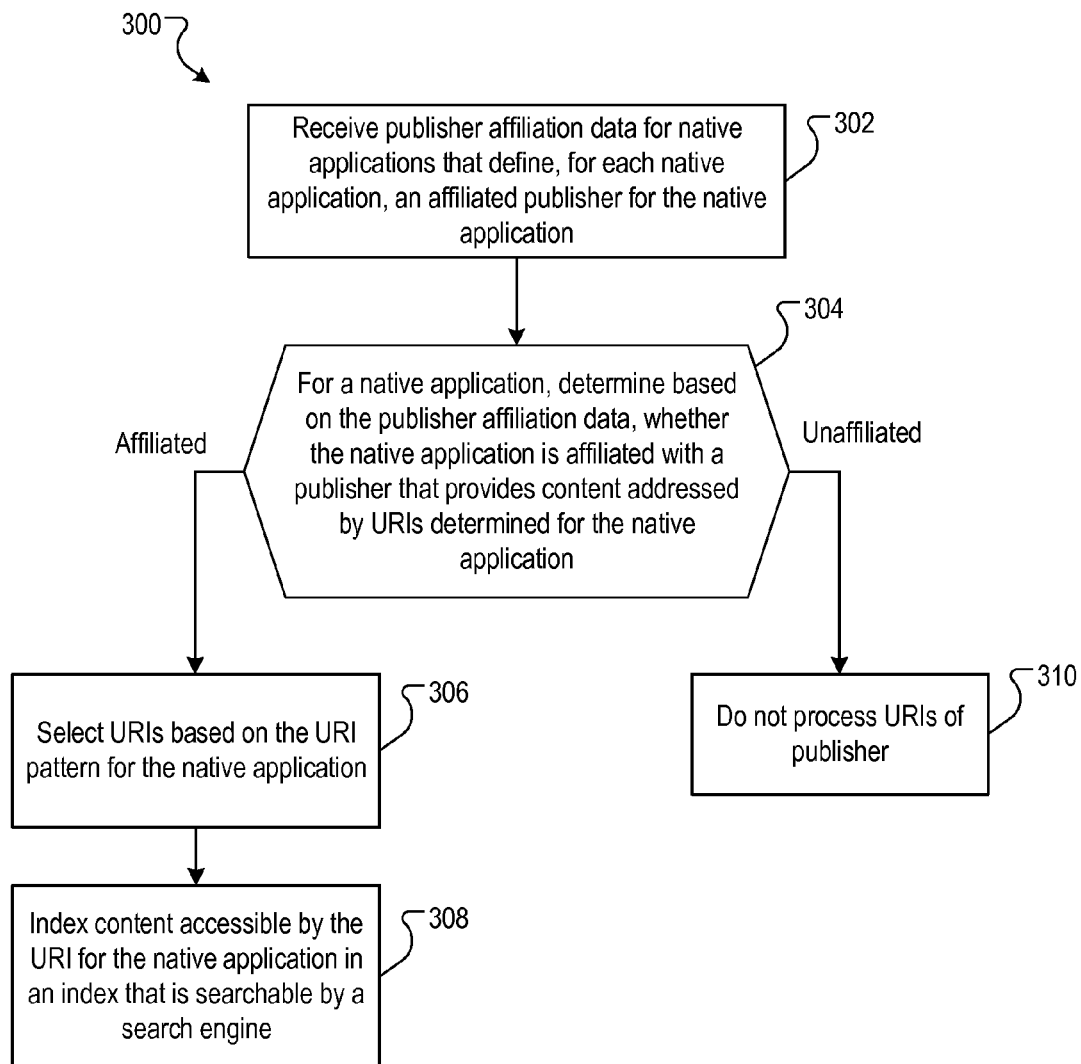 300
Receive publisher affiliation data for native
applications that define, for each native
application, an affiliated publisher for the native
application
302
304
For a native application, determine based
on the publisher affiliation data, whether
the native application is affiliated with a
publisher that provides content addressed
by URIs determined for the native
application
Affiliated
Unaffiliated
306
Select URIs based on the URI
pattern for the native application
310
Do not process URIs of
publisher
308
Index content accessible by the
URI for the native application in
an index that is searchable by a
search engine